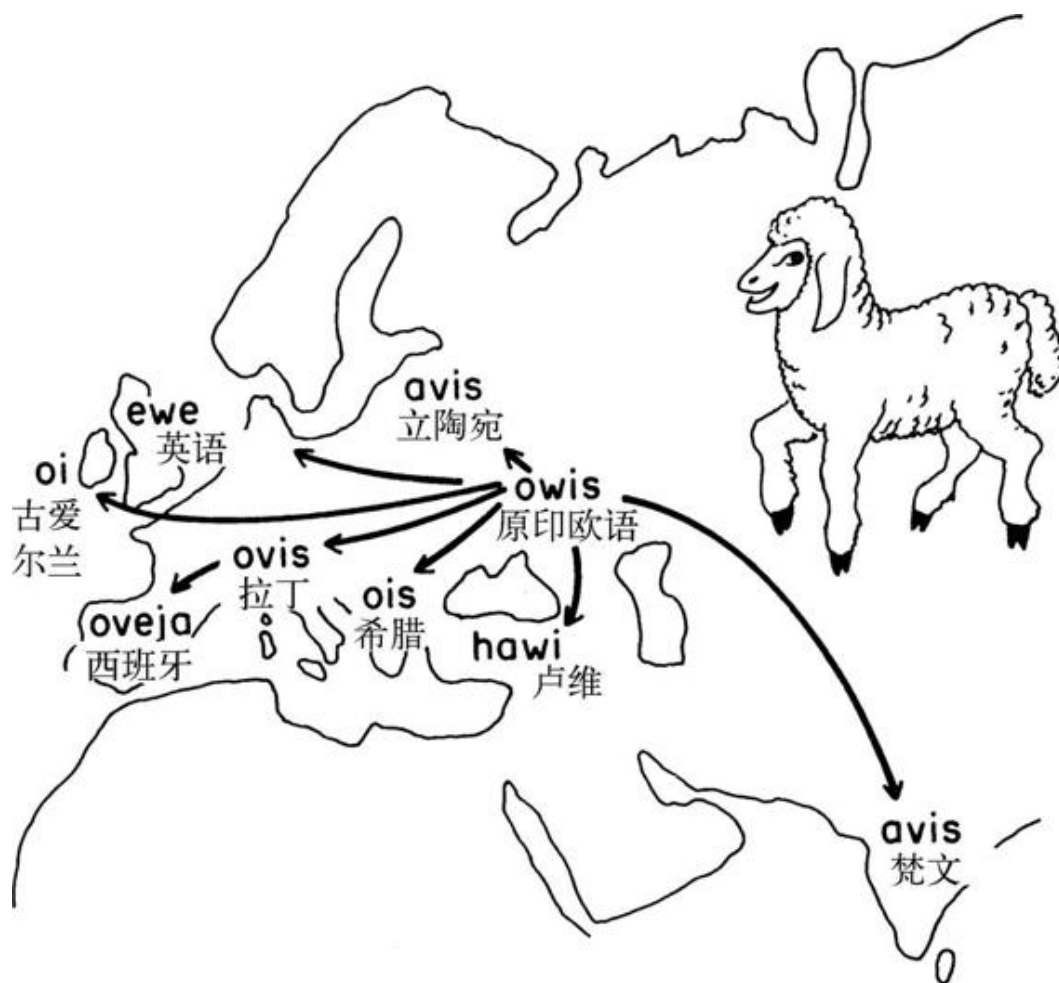 avis
立陶宛
ewe
英语
oi
古爱
尔兰
owis
原印欧语
ovis
拉丁
ois
希腊
oveja
西班牙
hawi
卢维
avis
梵文